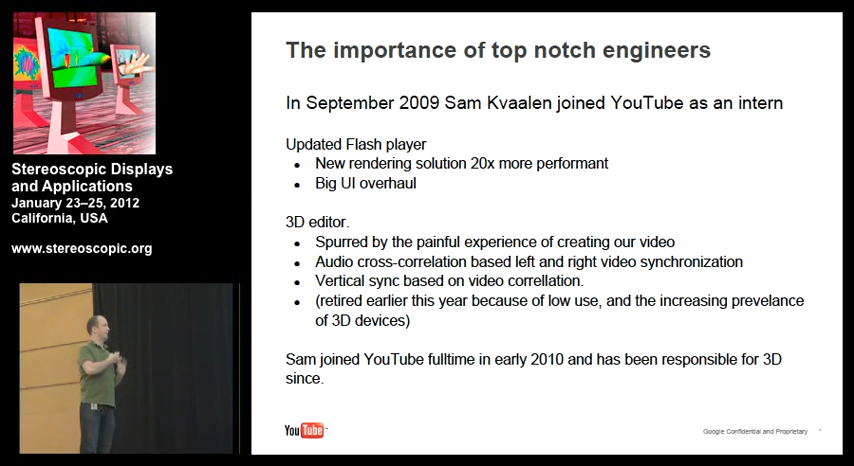 Stereoscopic Displays
and Applications
January 23–25, 2012
California, USA
www.stereoscopic.org
The importance of top notch engineers
In September 2009 Sam Kvaalen joined YouTube as an intern
Updated Flash player
• New rendering solution 20x more performant
• Big UI overhaul
3D editor.
• Spurred by the painful experience of creating our video
• Audio cross-correlation based left and right video synchronization
• Vertical sync based on video correllation.
• (retired earlier this year because of low use, and the increasing prevelance
of 3D devices)
Sam joined YouTube fulltime in early 2010 and has been responsible for 3D
since.
YouTube
Google Confidential and Proprietary